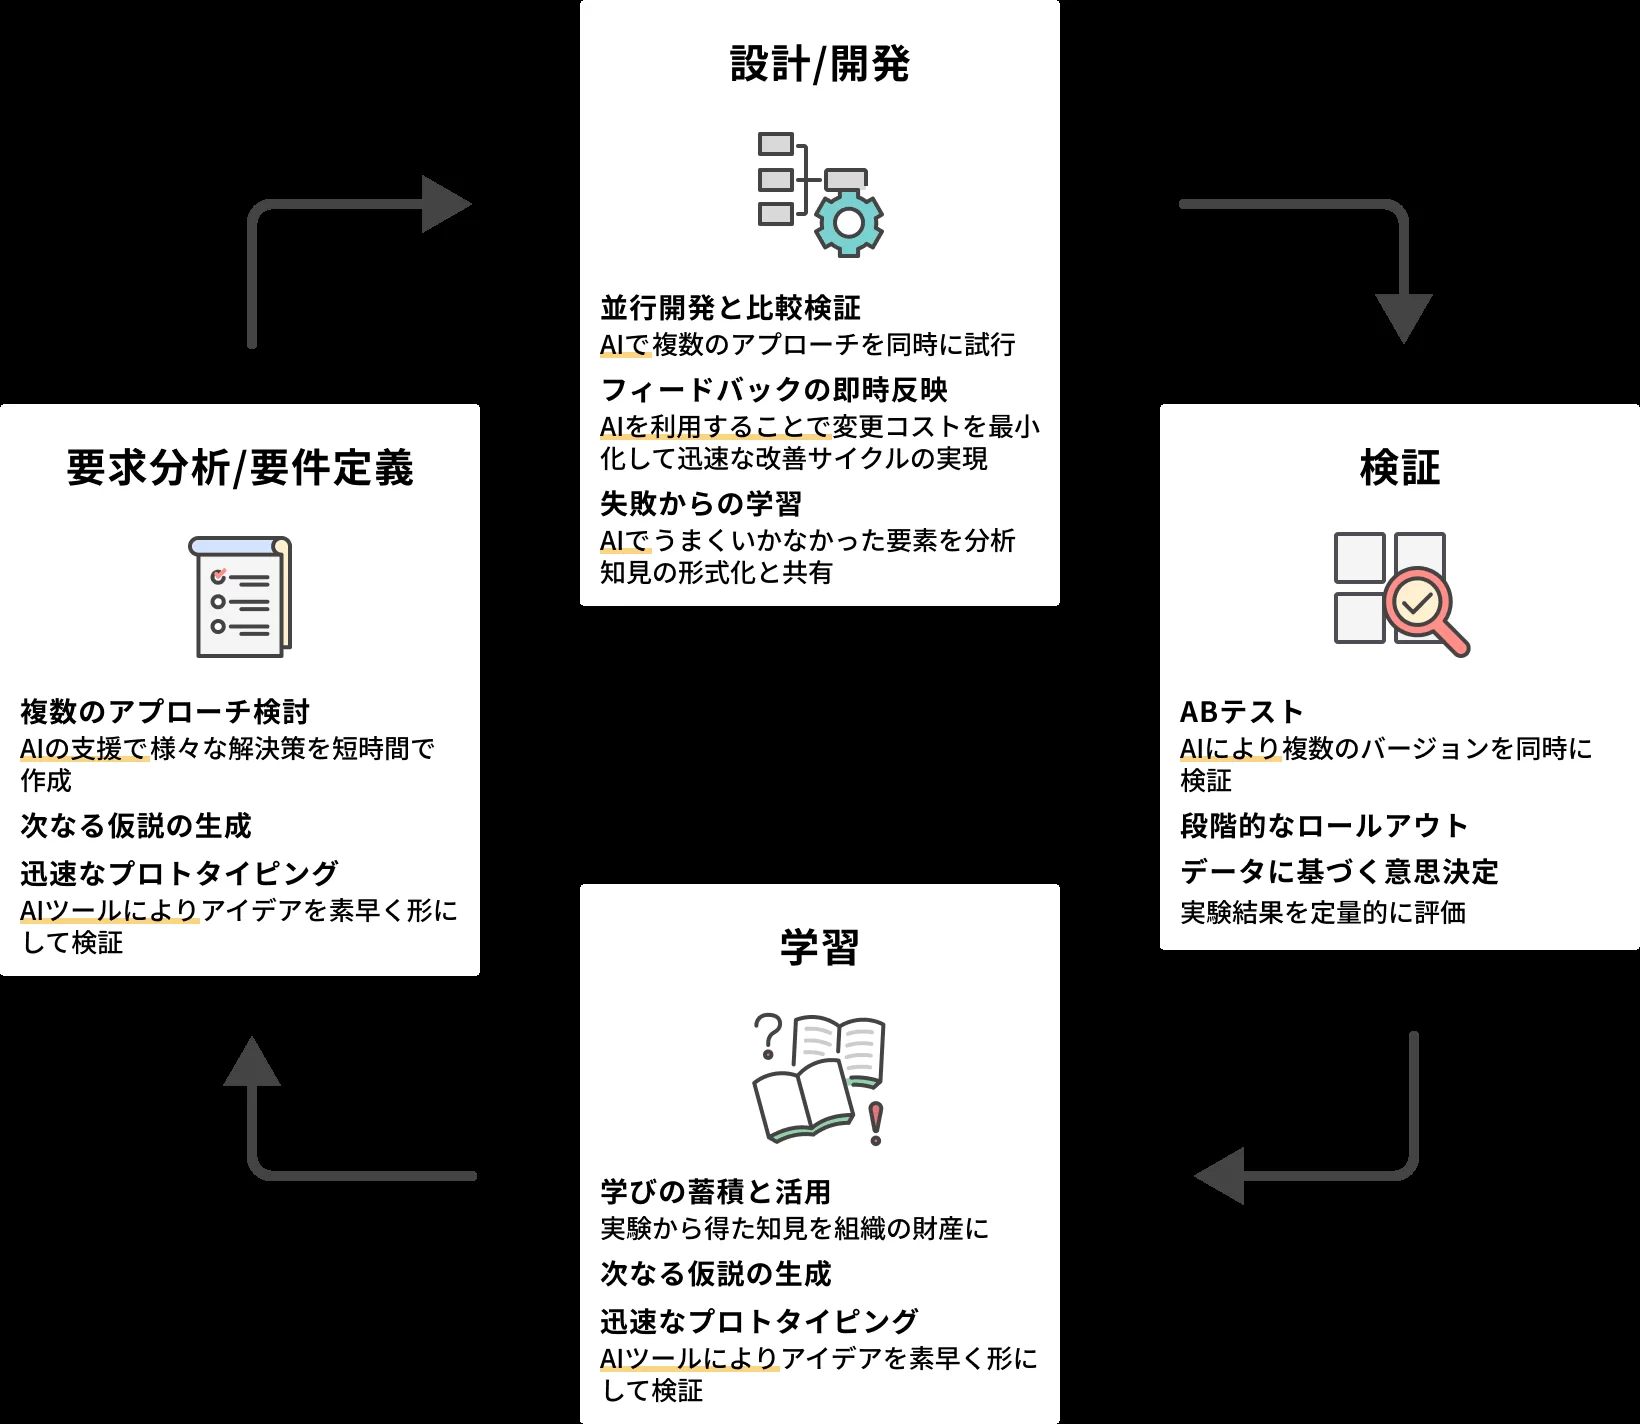 設計/開発
並行開発と比較検証
AIで複数のアプローチを同時に試行
フィードバックの即時反映
AIを利用することで変更コストを最小
化して迅速な改善サイクルの実現
失敗からの学習
AIでうまくいかなかった要素を分析
知見の形式化と共有
要求分析/要件定義
複数のアプローチ検討
AIの支援で様々な解決策を短時間で
作成
次なる仮説の生成
迅速なプロトタイピング
AIツールによりアイデアを素早く形に
して検証
検証
ABテスト
AIにより複数のバージョンを同時に
検証
段階的なロールアウト
データに基づく意思決定
実験結果を定量的に評価
学習
学びの蓄積と活用
実験から得た知見を組織の財産に
次なる仮説の生成
迅速なプロトタイピング
AIツールによりアイデアを素早く形に
して検証